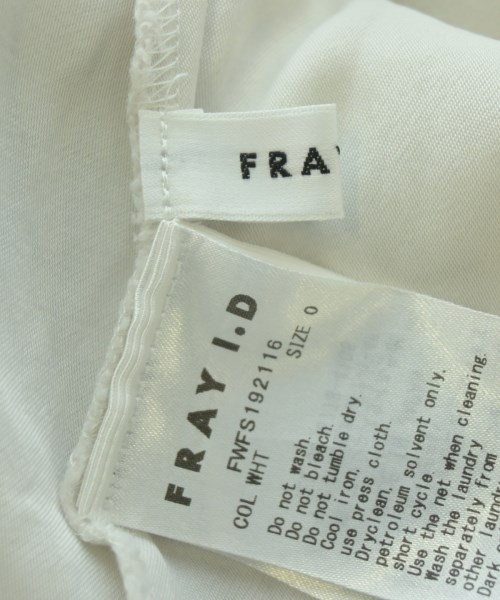 FRAY
FRAY I.D
FWFS192116
COL WHT SIZE 0
Do not wash.
Do not bleach.
Do not tumble dry.
Cool iron.
use press cloth.
Dryclean.
petroleum solvent only.
short cycle
Use the net when cleaning.
Wash the laundry
separately from
other laund
Dark